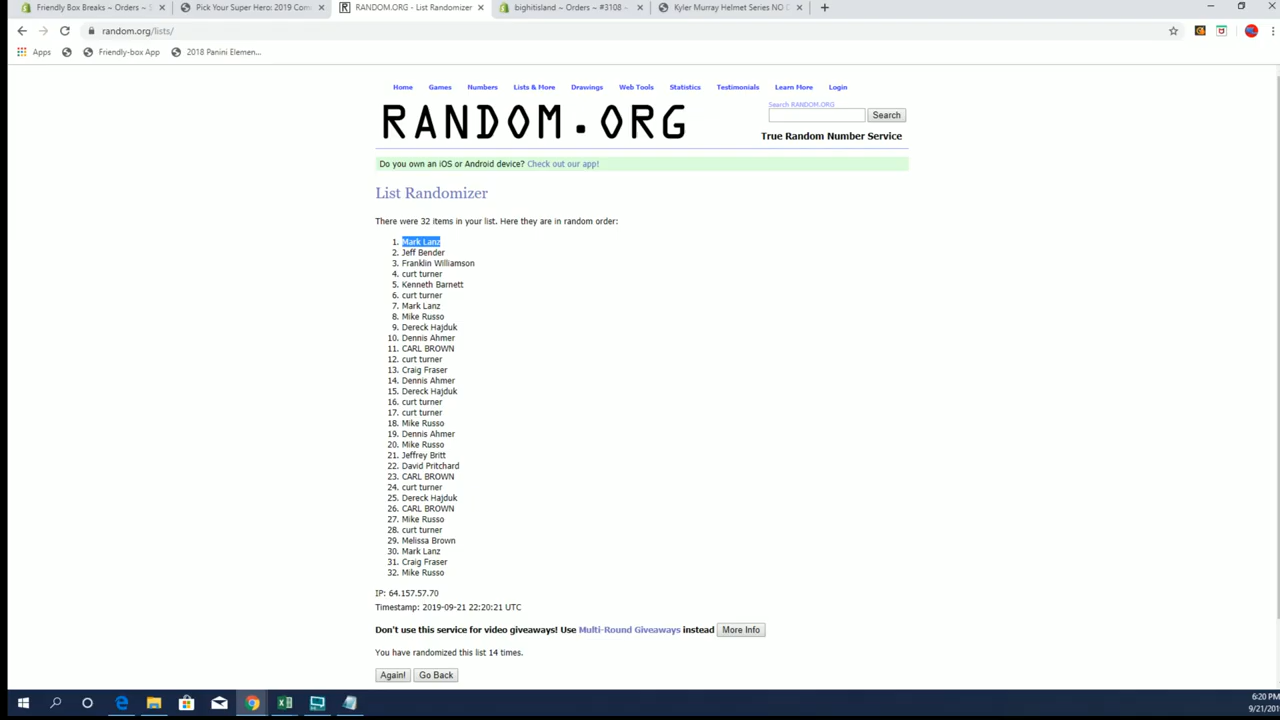 Friendly Box Breaks ~ Orders ~ S
Pick Your Super Hero: 2019 Com
RANDOM.ORG - List Randomizer
bighitisland ~ Orders ~ #3108 ~
Kyler Murray Helmet Series NO D
random.org/lists/
Apps
Friendly-box App
2018 Panini Elemen...
Home Games Numbers Lists & More Drawings Web Tools Statistics Testimonials Learn More Login
RANDOM.ORG
Search RANDOM.ORG
Search
True Random Number Service
Do you own an iOS or Android device? Check out our app!
List Randomizer
There were 32 items in your list. Here they are in random order:
1. Mark Lanz
2. Jeff Bender
3. Franklin Williamson
4. curt turner
5. Kenneth Barnett
6. curt turner
7. Mark Lanz
8. Mike Russo
9. Dereck Hajduk
10. Dennis Ahmer
11. CARL BROWN
12. curt turner
13. Craig Fraser
14. Dennis Ahmer
15. Dereck Hajduk
16. curt turner
17. curt turner
18. Mike Russo
19. Dennis Ahmer
20. Mike Russo
21. Jeffrey Britt
22. David Pritchard
23. CARL BROWN
24. curt turner
25. Dereck Hajduk
26. CARL BROWN
27. Mike Russo
28. curt turner
29. Melissa Brown
30. Mark Lanz
31. Craig Fraser
32. Mike Russo
IP: 64.157.57.70
Timestamp: 2019-09-21 22:20:21 UTC
Don't use this service for video giveaways! Use Multi-Round Giveaways instead
More Info
You have randomized this list 14 times.
Again!
Go Back
6:20 PM
9/21/201